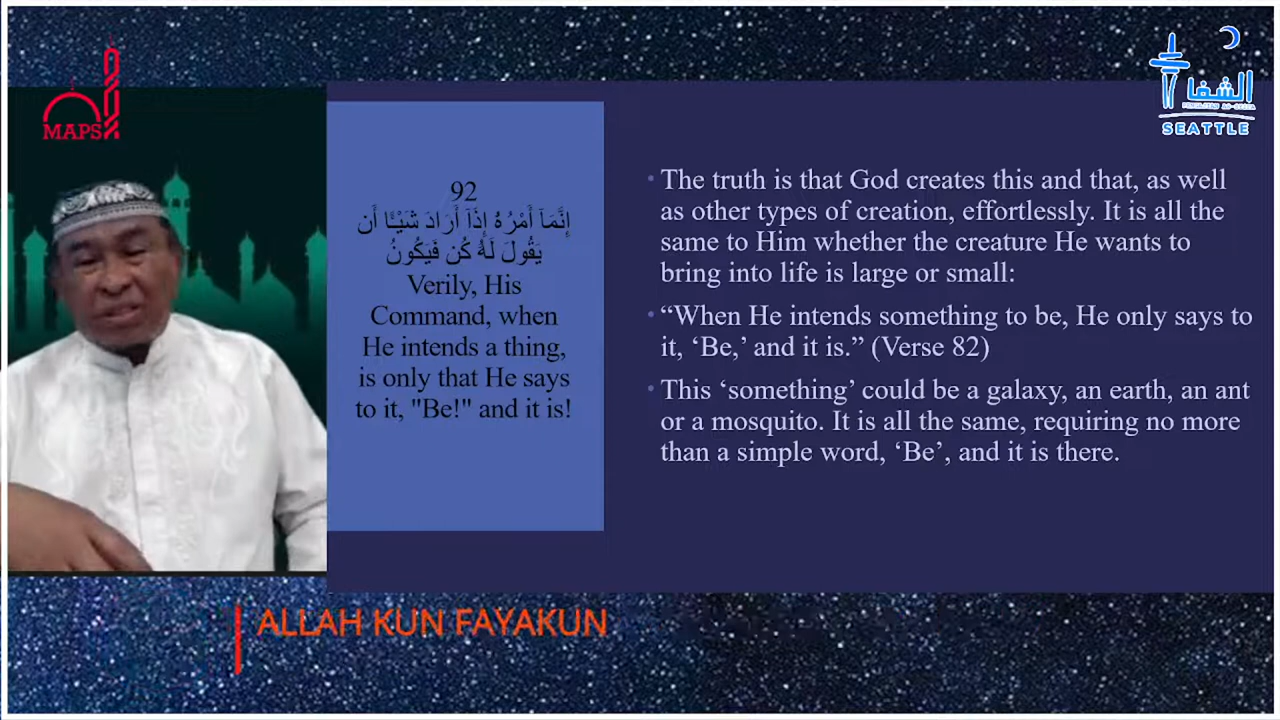 MAPS
الشفاء
SEATTLE
92
إِنَّمَآ أَمْرُهُۥٓ إِذَآ أَرَادَ شَيْـًٔا أَن
يَقُولَ لَهُۥ كُن فَيَكُونُ
Verily, His
Command, when
He intends a thing,
is only that He says
to it, "Be!" and it is!
• The truth is that God creates this and that, as well
as other types of creation, effortlessly. It is all the
same to Him whether the creature He wants to
bring into life is large or small:
• “When He intends something to be, He only says to
it, ‘Be,’ and it is.” (Verse 82)
• This ‘something’ could be a galaxy, an earth, an ant
or a mosquito. It is all the same, requiring no more
than a simple word, ‘Be’, and it is there.
ALLAH KUN FAYAKUN